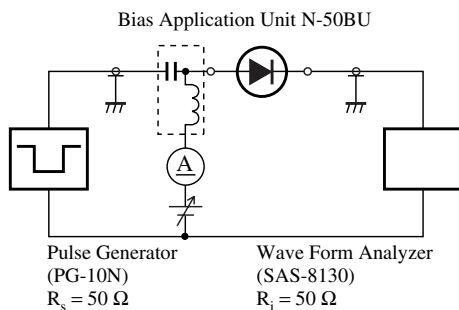 Bias Application Unit N-50BU
A
Pulse Generator
(PG-10N)
R_s = 50 Ω
Wave Form Analyzer
(SAS-8130)
R_i = 50 Ω